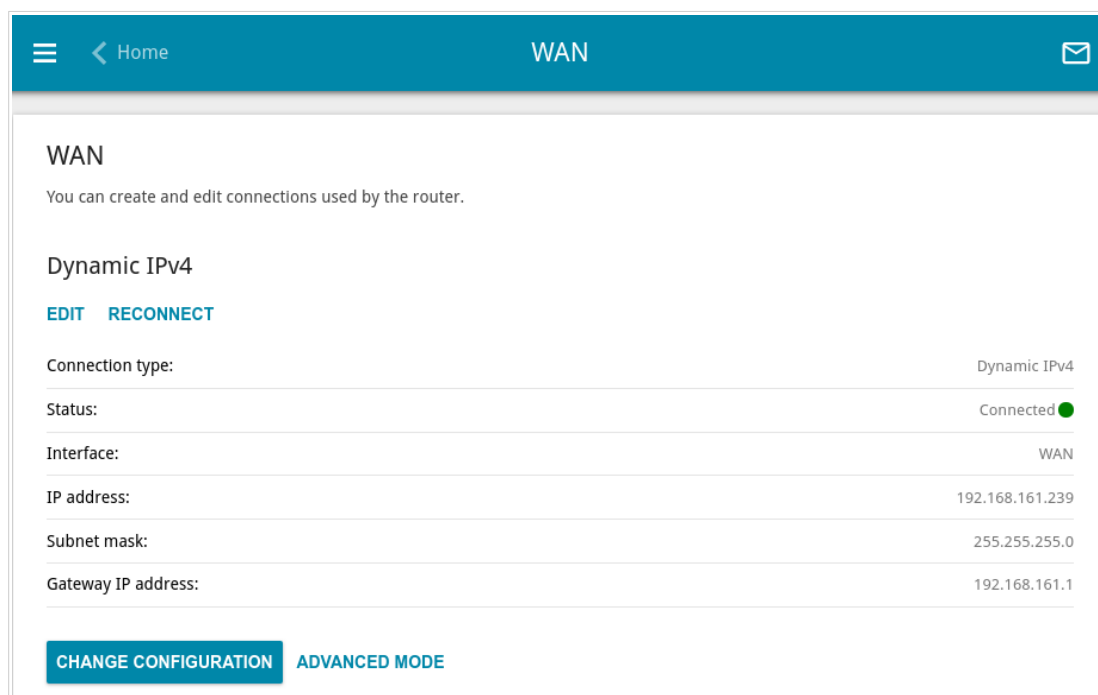 Home WAN
WAN
You can create and edit connections used by the router.
Dynamic IPv4
EDIT RECONNECT
Connection type: Dynamic IPv4
Status: Connected
Interface: WAN
IP address: 192.168.161.239
Subnet mask: 255.255.255.0
Gateway IP address: 192.168.161.1
CHANGE CONFIGURATION ADVANCED MODE